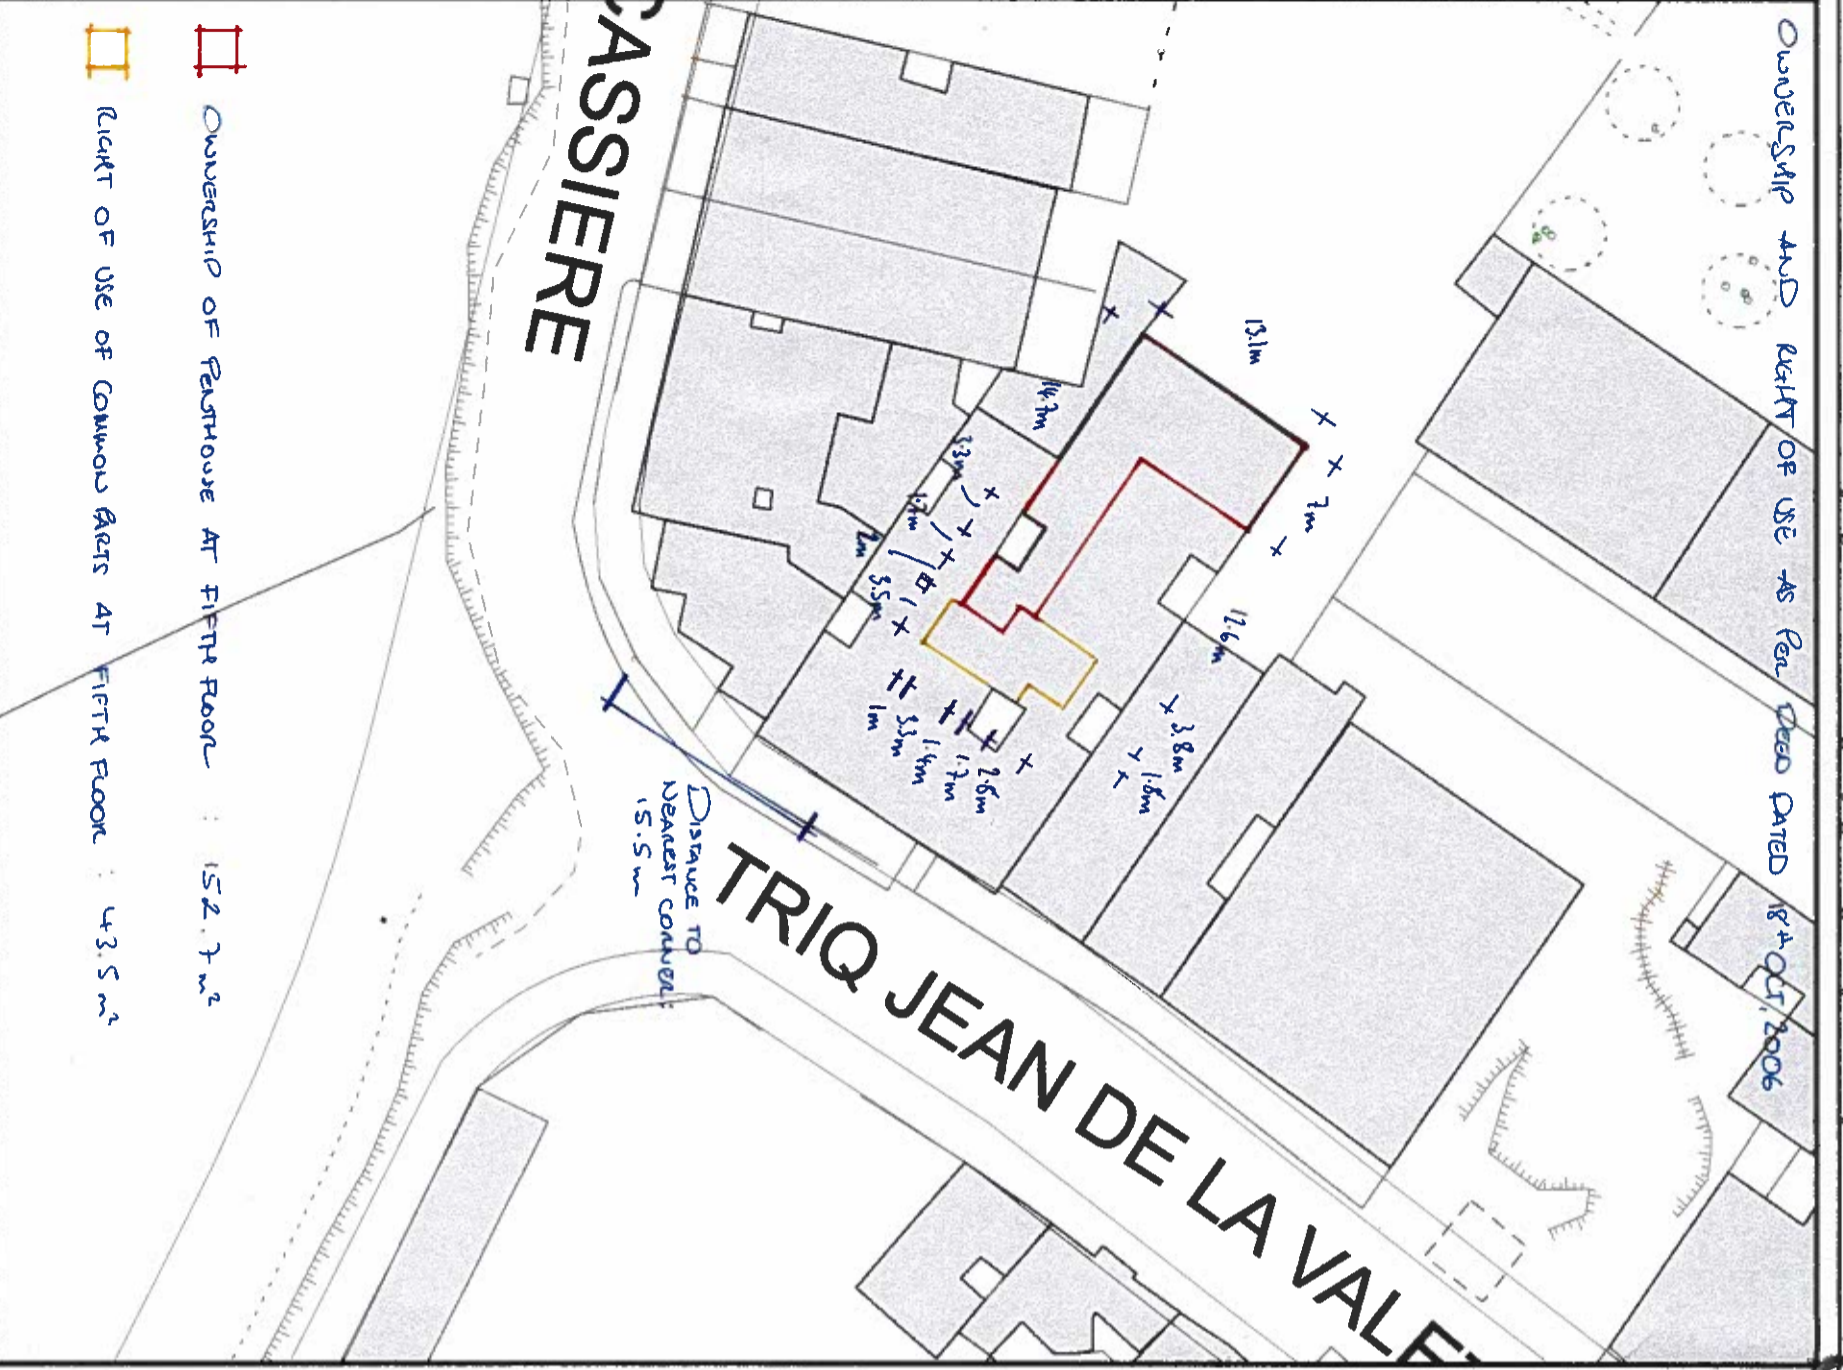 OWNERSHIP AND RIGHT OF USE AS PER DEED DATED 18TH OCT, 2006
13.1m
7m
12.6m
14.7m
3.3m
1.7m
2m
3.5m
1m
3.3m
1.4m
1.7m
2.8m
3.8m
1.8m
CASSIERE
DISTANCE TO
NEAREST CORNER:
15.5m
TRIQ JEAN DE LA VALET
OWNERSHIP OF PENTHOUSE AT FIFTH FLOOR : 152.7m²
RIGHT OF USE OF COMMON PARTS AT FIFTH FLOOR : 43.5m²